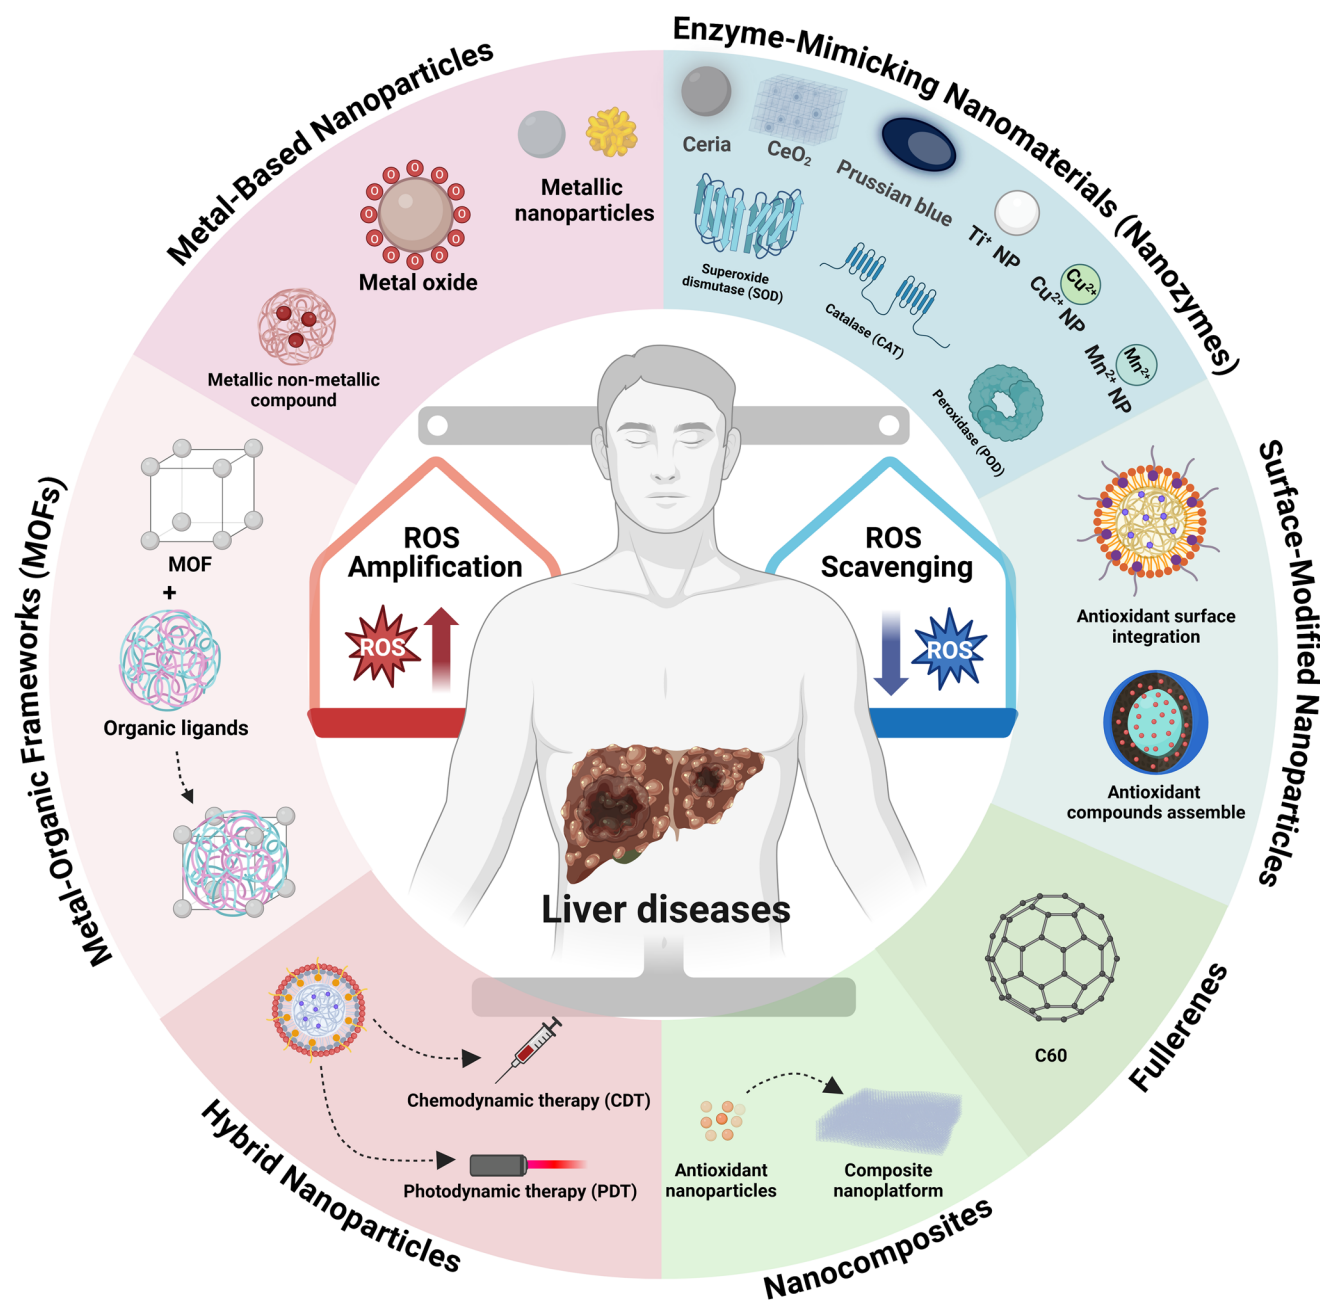 Enzyme-Mimicking Nanomaterials (Nanozymes)
Ceria
CeO₂
Prussian blue
Ti⁺ NP
Cu²⁺
Cu²⁺ NP
Mn²⁺
Mn²⁺ NP
Superoxide
dismutase (SOD)
Catalase (CAT)
Peroxidase (POD)
Surface-Modified Nanoparticles
Antioxidant surface
integration
Antioxidant
compounds assemble
Fullerenes
C60
Nanocomposites
Antioxidant
nanoparticles
Composite
nanoplatform
Hybrid Nanoparticles
Chemodynamic therapy (CDT)
Photodynamic therapy (PDT)
Metal-Organic Frameworks (MOFs)
MOF
+
Organic ligands
Metal-Based Nanoparticles
Metallic
nanoparticles
O
O
O
O
O
O
O
O
O
O
O
O
Metal oxide
Metallic non-metallic
compound
ROS
Amplification
ROS
ROS
Scavenging
ROS
Liver diseases